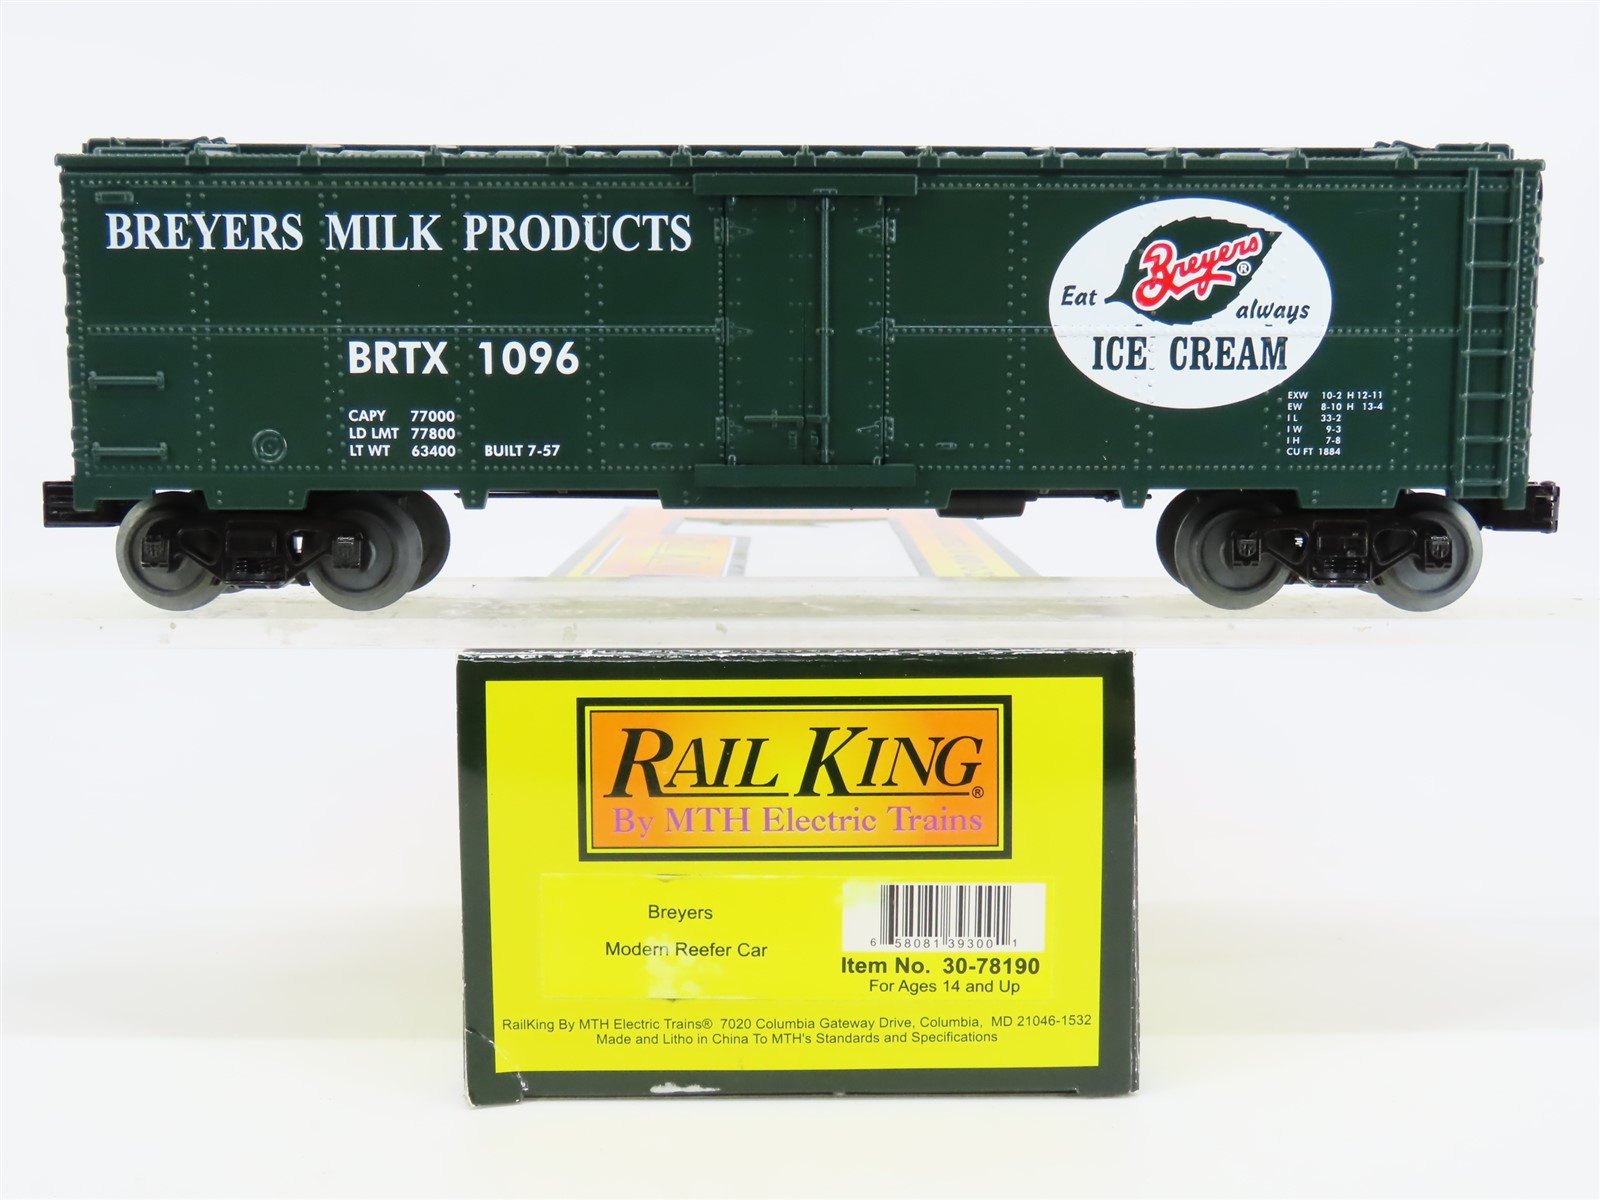 BREYERS MILK PRODUCTS
BRTX 1096
CAPY 77000
LD LMT 77800
LT WT 63400 BUILT 7-57
Breyers®
Eat always
ICE CREAM
EXW 10-2 H 12-11
EW 8-10 H 13-4
I L 33-2
I W 9-3
I H 7-8
CU FT 1884
RAIL KING®
By MTH Electric Trains
Breyers
Modern Reefer Car
6 58081 39300 1
Item No. 30-78190
For Ages 14 and Up
RailKing By MTH Electric Trains® 7020 Columbia Gateway Drive, Columbia, MD 21046-1532
Made and Litho in China To MTH's Standards and Specifications